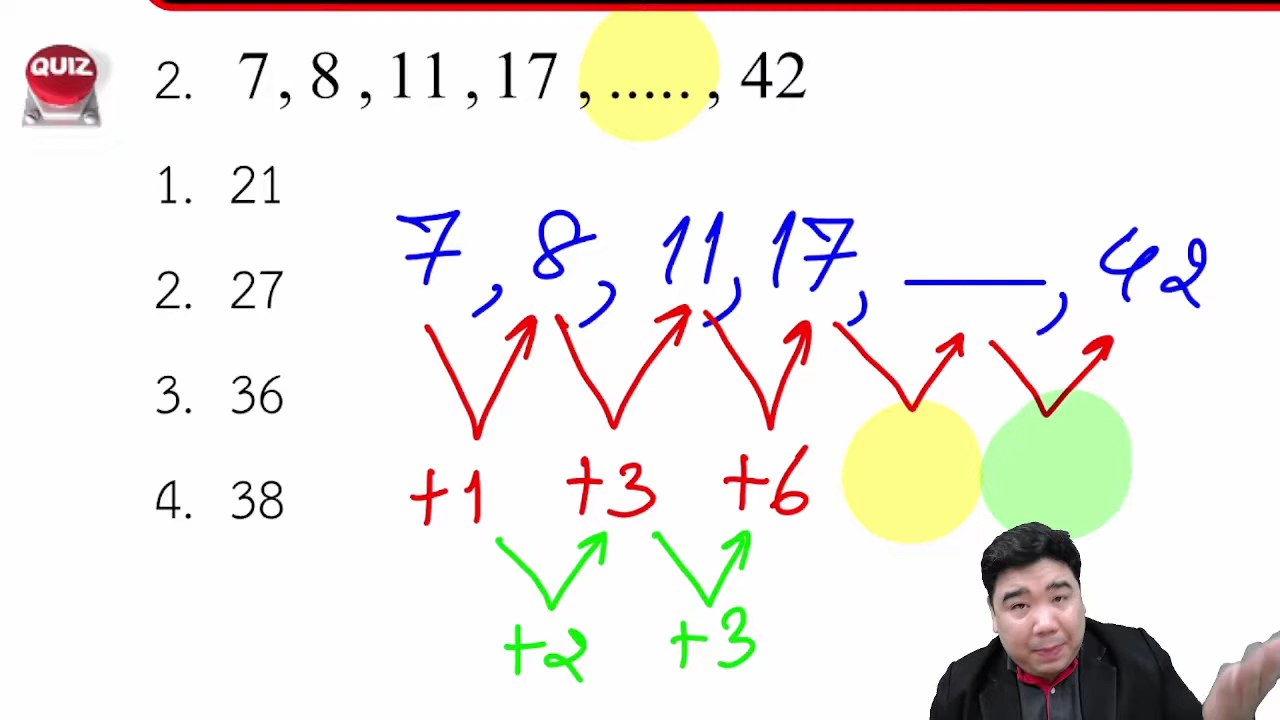 QUIZ
2. 7 , 8 , 11 , 17 , ..... , 42
1. 21
2. 27
3. 36
4. 38
7 , 8 , 11 , 17 , ___ , 42
+1 +3 +6
+2 +3